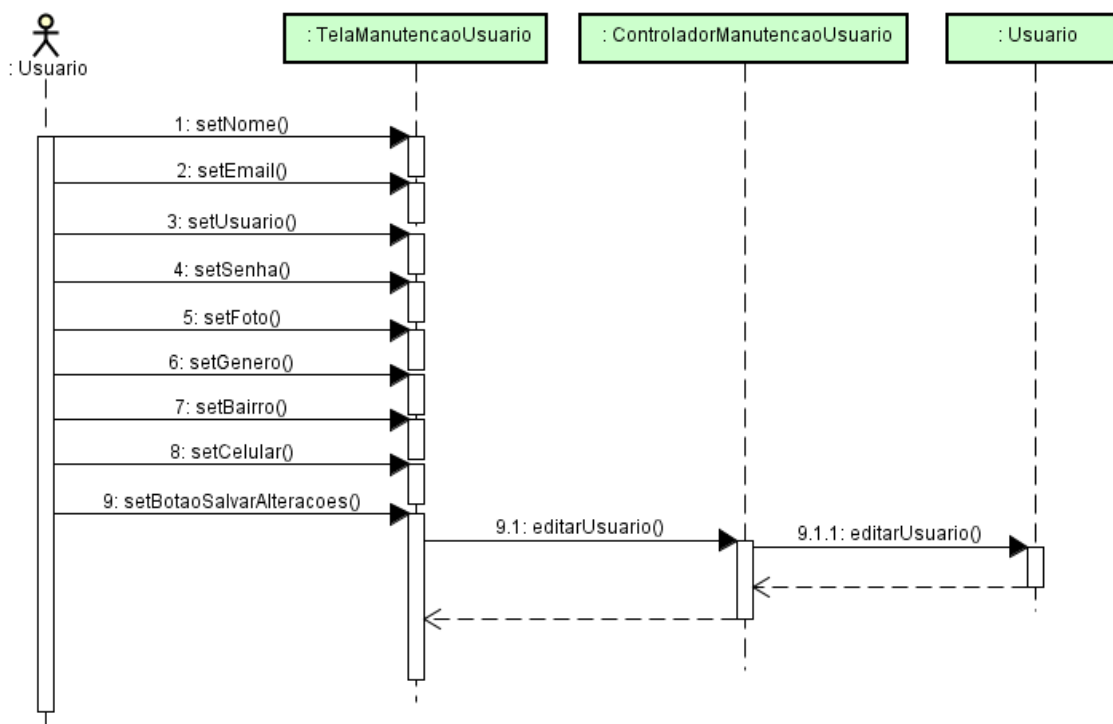 : TelaManutencaoUsuario
: ControladorManutencaoUsuario
: Usuario
: Usuario
1: setNome()
2: setEmail()
3: setUsuario()
4: setSenha()
5: setFoto()
6: setGenero()
7: setBairro()
8: setCelular()
9: setBotaoSalvarAlteracoes()
9.1: editarUsuario()
9.1.1: editarUsuario()